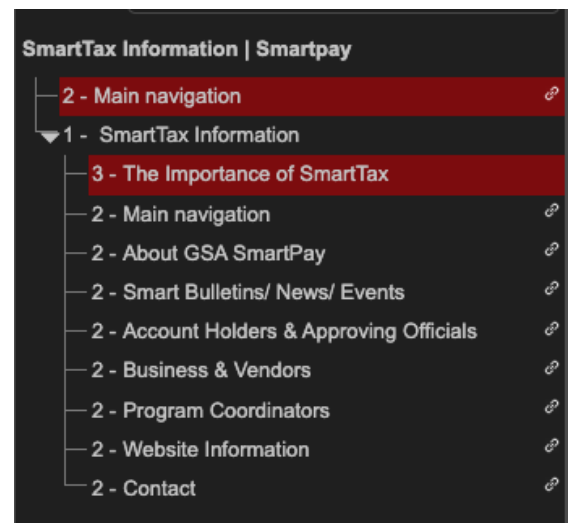 SmartTax Information | Smartpay
2 - Main navigation
1 - SmartTax Information
3 - The Importance of SmartTax
2 - Main navigation
2 - About GSA SmartPay
2 - Smart Bulletins/ News/ Events
2 - Account Holders & Approving Officials
2 - Business & Vendors
2 - Program Coordinators
2 - Website Information
2 - Contact